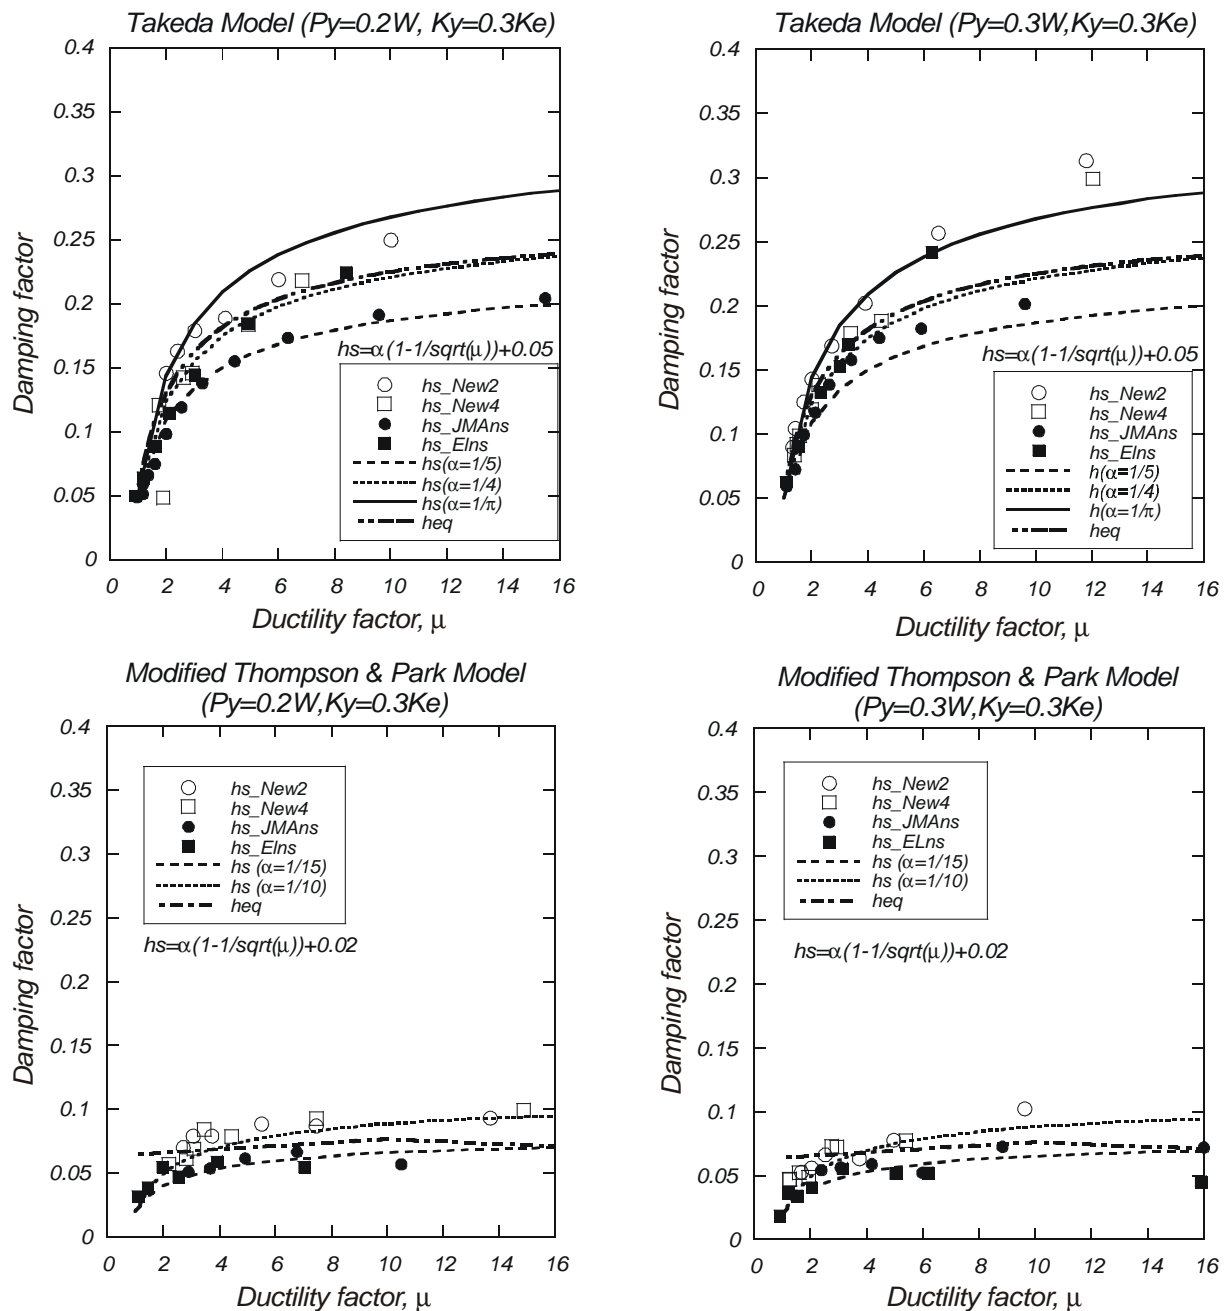 Takeda Model (Py=0.2W, Ky=0.3Ke)
0.4
0.35
0.3
0.25
0.2
0.15
0.1
0.05
0
Damping factor
hs=α(1-1/sqrt(μ))+0.05
hs_New2
hs_New4
hs_JMAns
hs_Elns
hs(α=1/5)
hs(α=1/4)
hs(α=1/π)
heq
0 2 4 6 8 10 12 14 16
Ductility factor, μ
Takeda Model (Py=0.3W,Ky=0.3Ke)
0.4
0.35
0.3
0.25
0.2
0.15
0.1
0.05
0
Damping factor
hs=α(1-1/sqrt(μ))+0.05
hs_New2
hs_New4
hs_JMAns
hs_Elns
h(α=1/5)
h(α=1/4)
h(α=1/π)
heq
0 2 4 6 8 10 12 14 16
Ductility factor, μ
Modified Thompson & Park Model
(Py=0.2W,Ky=0.3Ke)
0.4
0.35
0.3
0.25
0.2
0.15
0.1
0.05
0
Damping factor
hs_New2
hs_New4
hs_JMAns
hs_Elns
hs (α=1/15)
hs (α=1/10)
heq
hs=α(1-1/sqrt(μ))+0.02
0 2 4 6 8 10 12 14 16
Ductility factor, μ
Modified Thompson & Park Model
(Py=0.3W,Ky=0.3Ke)
0.4
0.35
0.3
0.25
0.2
0.15
0.1
0.05
0
Damping factor
hs_New2
hs_New4
hs_JMAns
hs_ELns
hs (α=1/15)
hs (α=1/10)
heq
hs=α(1-1/sqrt(μ))+0.02
0 2 4 6 8 10 12 14 16
Ductility factor, μ